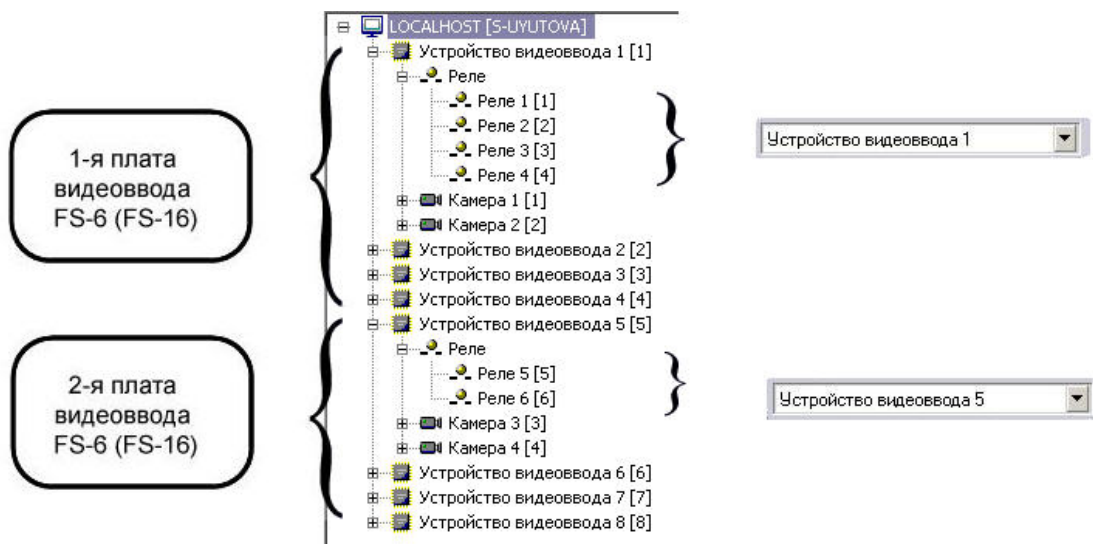 LOCALHOST [S-UYUTOVA]
Устройство видеоввода 1 [1]
Реле
Реле 1 [1]
Реле 2 [2]
Реле 3 [3]
Реле 4 [4]
Камера 1 [1]
Камера 2 [2]
Устройство видеоввода 2 [2]
Устройство видеоввода 3 [3]
Устройство видеоввода 4 [4]
Устройство видеоввода 5 [5]
Реле
Реле 5 [5]
Реле 6 [6]
Камера 3 [3]
Камера 4 [4]
Устройство видеоввода 6 [6]
Устройство видеоввода 7 [7]
Устройство видеоввода 8 [8]
1-я плата
видеоввода
FS-6 (FS-16)
2-я плата
видеоввода
FS-6 (FS-16)
Устройство видеоввода 1
Устройство видеоввода 5